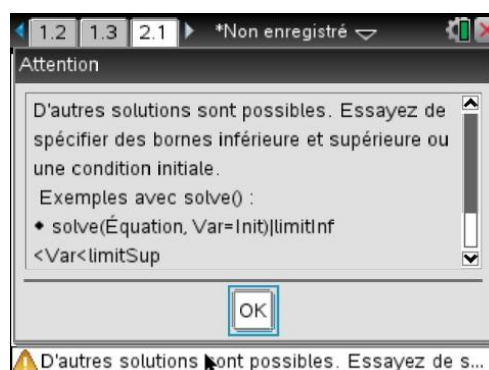 1.2 1.3 2.1 *Non enregistré
Attention
D'autres solutions sont possibles. Essayez de
spécifier des bornes inférieure et supérieure ou
une condition initiale.
Exemples avec solve() :
◆ solve(Équation, Var=Init)|limitInf
<Var<limitSup
OK
D'autres solutions sont possibles. Essayez de s...